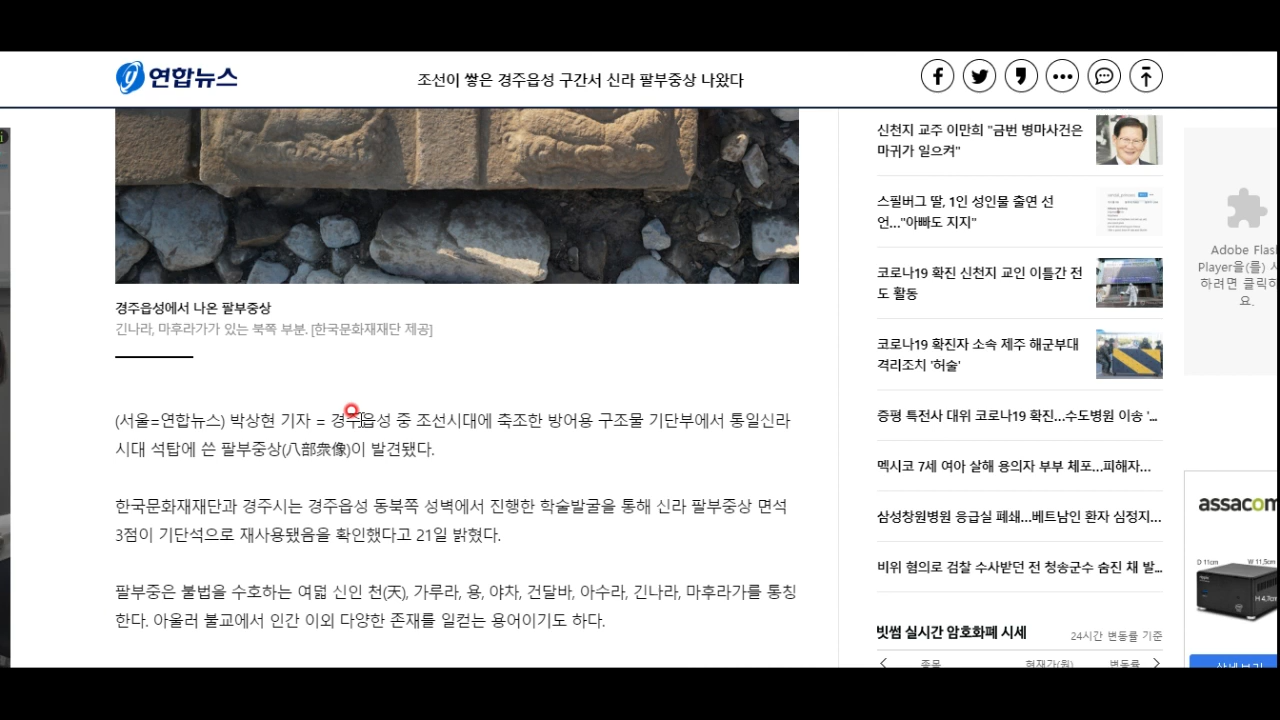 연합뉴스
조선이 쌓은 경주읍성 구간서 신라 팔부중상 나왔다
경주읍성에서 나온 팔부중상
긴나라, 마후라가가 있는 북쪽 부분. [한국문화재재단 제공]
(서울=연합뉴스) 박상현 기자 = 경주읍성 중 조선시대에 축조한 방어용 구조물 기단부에서 통일신라
시대 석탑에 쓴 팔부중상(八部衆像)이 발견됐다.
한국문화재재단과 경주시는 경주읍성 동북쪽 성벽에서 진행한 학술발굴을 통해 신라 팔부중상 면석
3점이 기단석으로 재사용됐음을 확인했다고 21일 밝혔다.
팔부중은 불법을 수호하는 여덟 신인 천(天), 가루라, 용, 야차, 건달바, 아수라, 긴나라, 마후라가를 통칭
한다. 아울러 불교에서 인간 이외 다양한 존재를 일컫는 용어이기도 하다.
신천지 교주 이만희 "금번 병마사건은
마귀가 일으켜"
스필버그 딸, 1인 성인물 출연 선
언..."아빠도 지지"
코로나19 확진 신천지 교인 이틀간 전
도 활동
코로나19 확진자 소속 제주 해군부대
격리조치 '허술'
증평 특전사 대위 코로나19 확진...수도병원 이송 '...
멕시코 7세 여아 살해 용의자 부부 체포...피해자...
삼성창원병원 응급실 폐쇄...베트남인 환자 심정지...
비위 혐의로 검찰 수사받던 전 청송군수 숨진 채 발...
빗썸 실시간 암호화폐 시세
24시간 변동률 기준
종목 현재가(원) 변동률
Adobe Flash
Player을(를) 사
하려면 클릭하
요.
assacom
D 11cm W 11.5cm
H 4.7cm
상세보기